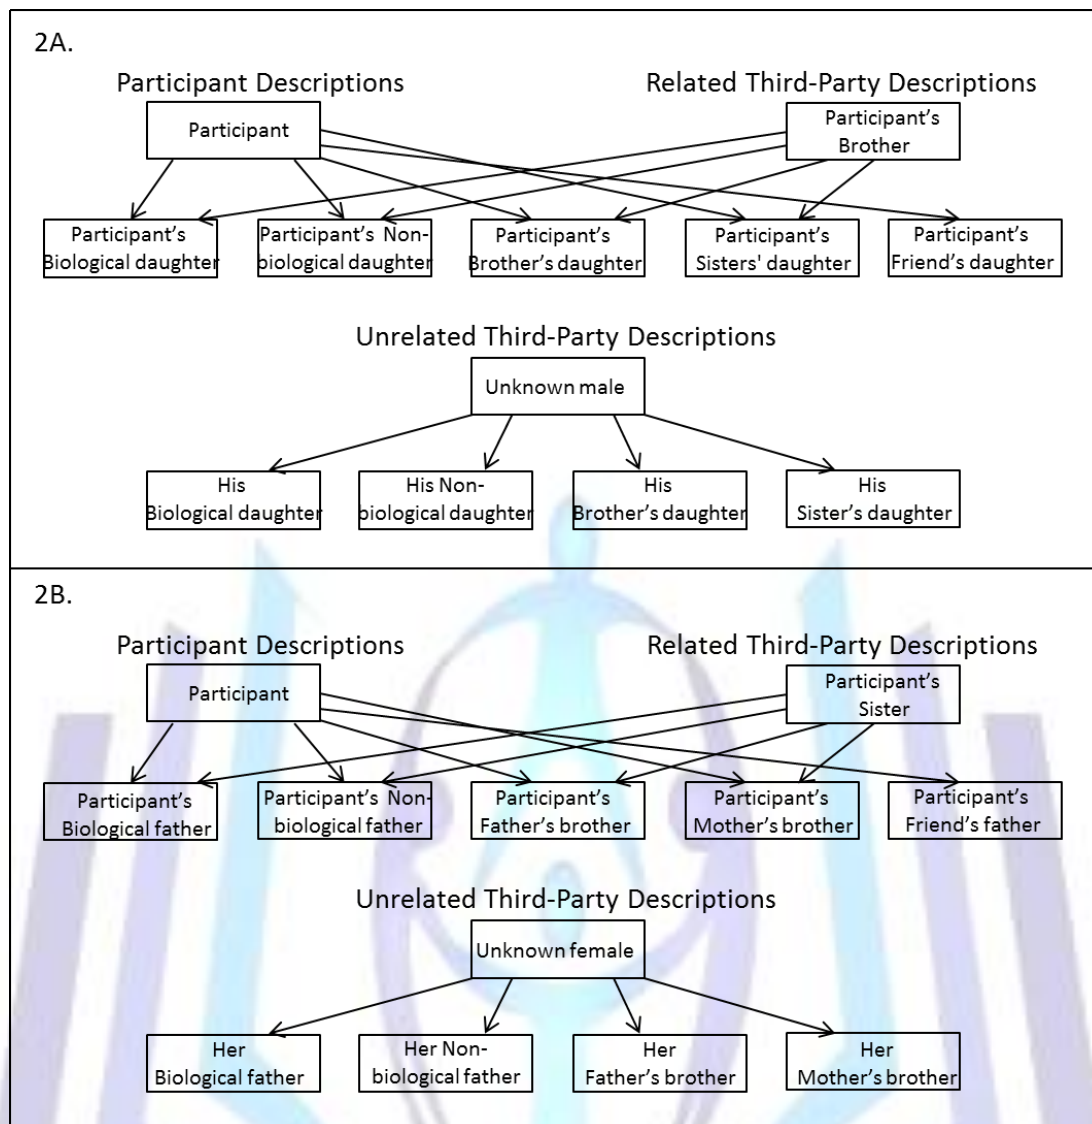 2A.
Participant Descriptions
Related Third-Party Descriptions
Participant
Participant's
Brother
Participant's
Biological daughter
Participant's Non-
biological daughter
Participant's
Brother's daughter
Participant's
Sisters' daughter
Participant's
Friend's daughter
Unrelated Third-Party Descriptions
Unknown male
His
Biological daughter
His Non-
biological daughter
His
Brother's daughter
His
Sister's daughter
2B.
Participant Descriptions
Related Third-Party Descriptions
Participant
Participant's
Sister
Participant's
Biological father
Participant's Non-
biological father
Participant's
Father's brother
Participant's
Mother's brother
Participant's
Friend's father
Unrelated Third-Party Descriptions
Unknown female
Her
Biological father
Her Non-
biological father
Her
Father's brother
Her
Mother's brother